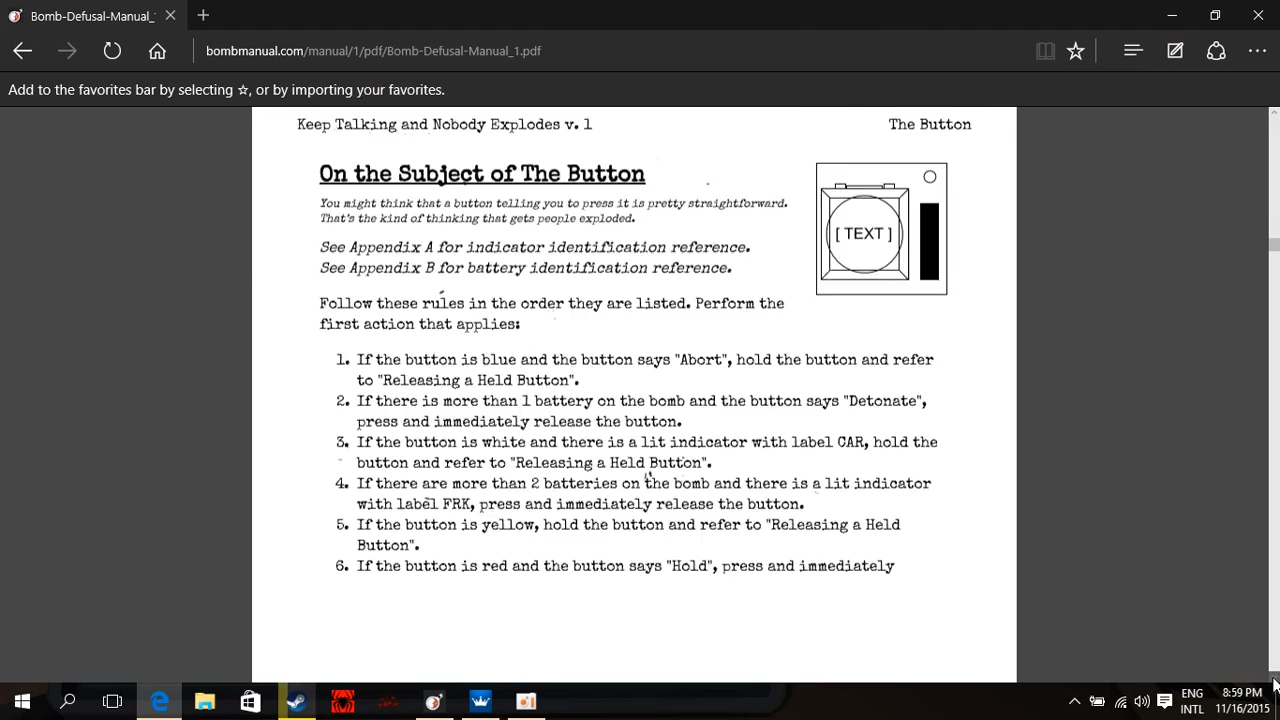 Bomb-Defusal-Manual_
bombmanual.com/manual/1/pdf/Bomb-Defusal-Manual_1.pdf
Add to the favorites bar by selecting ☆, or by importing your favorites.
Keep Talking and Nobody Explodes v. 1
The Button
On the Subject of The Button
You might think that a button telling you to press it is pretty straightforward.
That's the kind of thinking that gets people exploded.
See Appendix A for indicator identification reference.
See Appendix B for battery identification reference.
[ TEXT ]
Follow these rules in the order they are listed. Perform the
first action that applies:
1. If the button is blue and the button says "Abort", hold the button and refer
to "Releasing a Held Button".
2. If there is more than 1 battery on the bomb and the button says "Detonate",
press and immediately release the button.
3. If the button is white and there is a lit indicator with label CAR, hold the
button and refer to "Releasing a Held Button".
4. If there are more than 2 batteries on the bomb and there is a lit indicator
with label FRK, press and immediately release the button.
5. If the button is yellow, hold the button and refer to "Releasing a Held
Button".
6. If the button is red and the button says "Hold", press and immediately
ENG
INTL
8:59 PM
11/16/2015